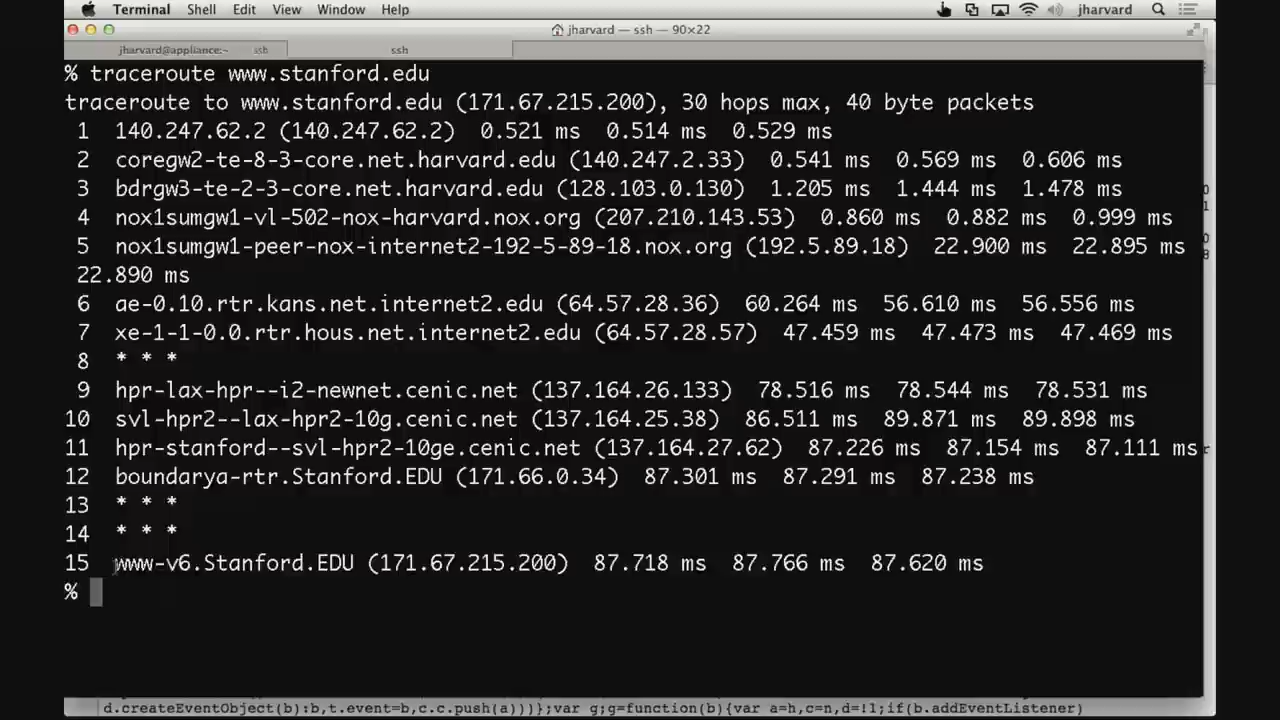 Terminal Shell Edit View Window Help jharvard
jharvard — ssh — 90×22
jharvard@appliance:~ ssh ssh
% traceroute www.stanford.edu
traceroute to www.stanford.edu (171.67.215.200), 30 hops max, 40 byte packets
1 140.247.62.2 (140.247.62.2) 0.521 ms 0.514 ms 0.529 ms
2 coregw2-te-8-3-core.net.harvard.edu (140.247.2.33) 0.541 ms 0.569 ms 0.606 ms
3 bdrgw3-te-2-3-core.net.harvard.edu (128.103.0.130) 1.205 ms 1.444 ms 1.478 ms
4 nox1sumgw1-vl-502-nox-harvard.nox.org (207.210.143.53) 0.860 ms 0.882 ms 0.999 ms
5 nox1sumgw1-peer-nox-internet2-192-5-89-18.nox.org (192.5.89.18) 22.900 ms 22.895 ms
22.890 ms
6 ae-0.10.rtr.kans.net.internet2.edu (64.57.28.36) 60.264 ms 56.610 ms 56.556 ms
7 xe-1-1-0.0.rtr.hous.net.internet2.edu (64.57.28.57) 47.459 ms 47.473 ms 47.469 ms
8 * * *
9 hpr-lax-hpr--i2-newnet.cenic.net (137.164.26.133) 78.516 ms 78.544 ms 78.531 ms
10 svl-hpr2--lax-hpr2-10g.cenic.net (137.164.25.38) 86.511 ms 89.871 ms 89.898 ms
11 hpr-stanford--svl-hpr2-10ge.cenic.net (137.164.27.62) 87.226 ms 87.154 ms 87.111 ms
12 boundarya-rtr.Stanford.EDU (171.66.0.34) 87.301 ms 87.291 ms 87.238 ms
13 * * *
14 * * *
15 www-v6.Stanford.EDU (171.67.215.200) 87.718 ms 87.766 ms 87.620 ms
%
d.createEventObject(b):b,t.event=b,c.c.push(a)))};var g;g=function(b){var a=h,c=n,d=!1;if(b.addEventListener)